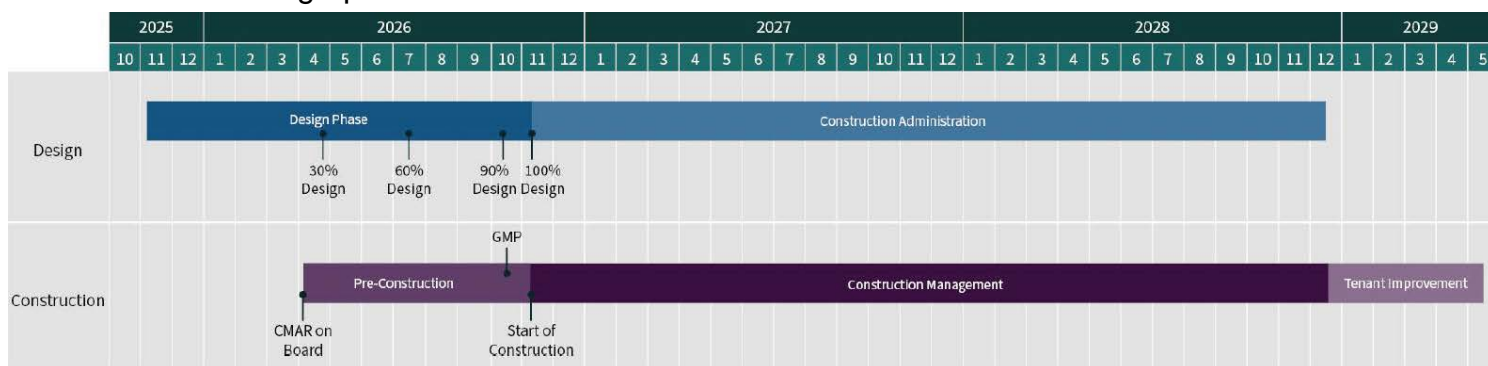 2025 2026 2027 2028 2029
10 11 12 1 2 3 4 5 6 7 8 9 10 11 12 1 2 3 4 5 6 7 8 9 10 11 12 1 2 3 4 5 6 7 8 9 10 11 12 1 2 3 4 5
Design Phase Construction Administration
Design
30% 60% 90% 100%
Design Design Design Design
GMP
Pre-Construction Construction Management Tenant Improvement
Construction
CMAR on Start of
Board Construction